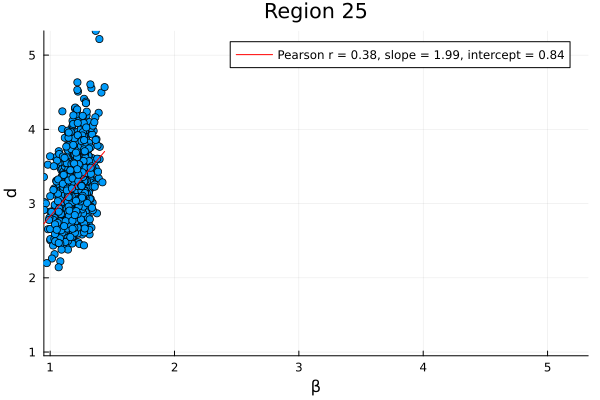 Region 25
Pearson r = 0.38, slope = 1.99, intercept = 0.84
5
4
3
2
1
d
1 2 3 4 5
β